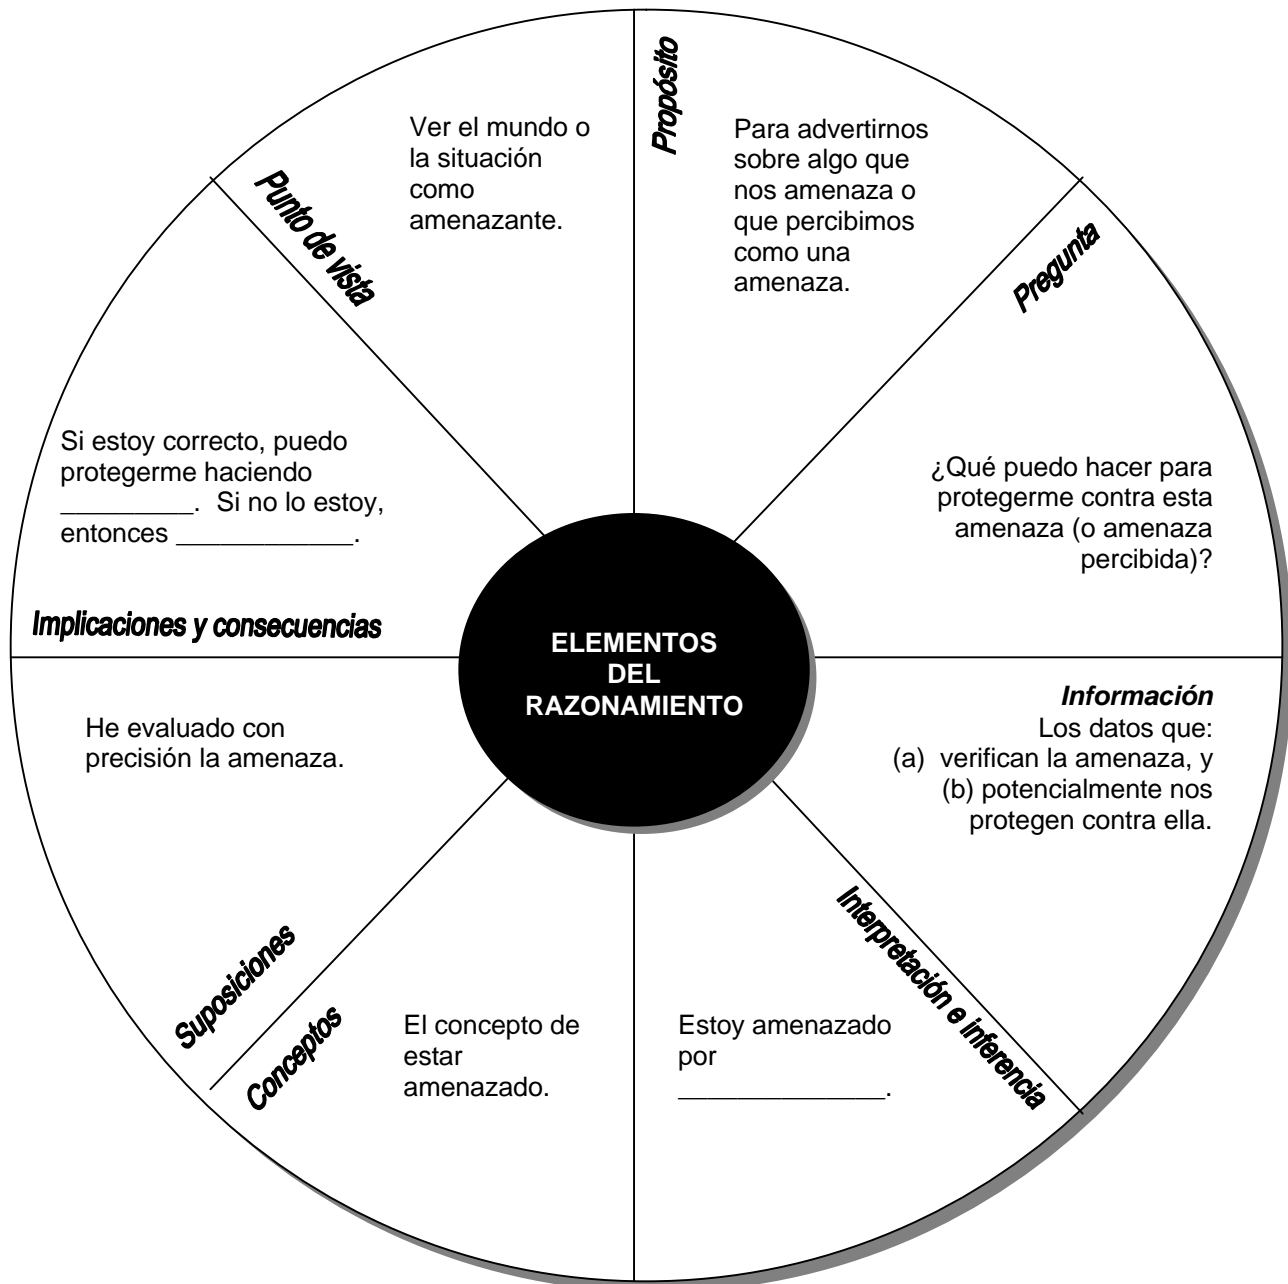 Propósito
Para advertirnos
sobre algo que
nos amenaza o
que percibimos
como una
amenaza.
Pregunta
¿Qué puedo hacer para
protegerme contra esta
amenaza (o amenaza
percibida)?
Información
Los datos que:
(a) verifican la amenaza, y
(b) potencialmente nos
protegen contra ella.
Interpretación e inferencia
Estoy amenazado
por
______________.
Conceptos
El concepto de
estar
amenazado.
Suposiciones
He evaluado con
precisión la amenaza.
Implicaciones y consecuencias
Si estoy correcto, puedo
protegerme haciendo
_________. Si no lo estoy,
entonces ____________.
Punto de vista
Ver el mundo o
la situación
como
amenazante.
ELEMENTOS
DEL
RAZONAMIENTO